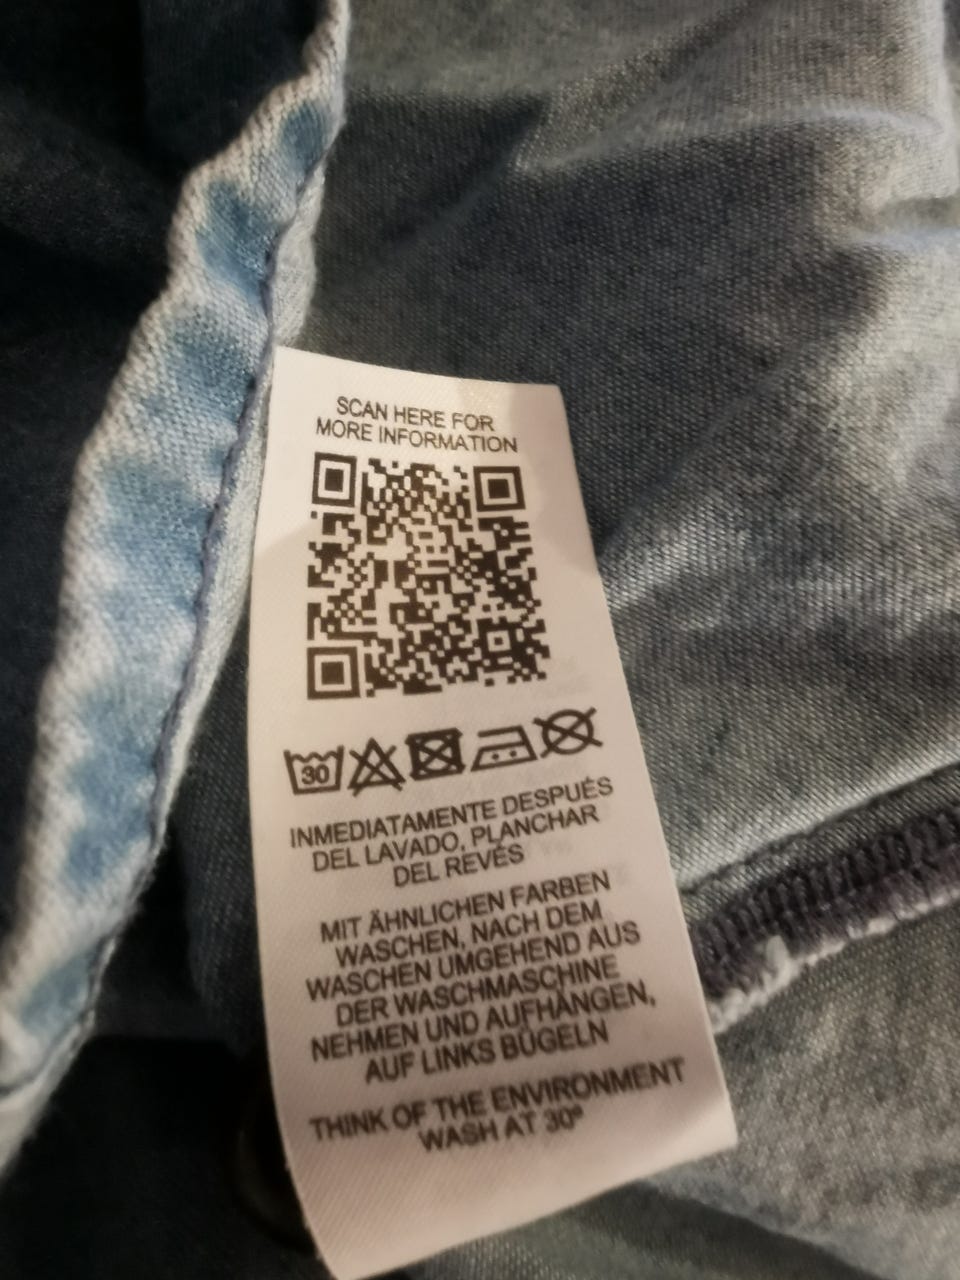 SCAN HERE FOR
MORE INFORMATION
30
INMEDIATAMENTE DESPUÉS
DEL LAVADO, PLANCHAR
DEL REVÉS
MIT ÄHNLICHEN FARBEN
WASCHEN, NACH DEM
WASCHEN UMGEHEND AUS
DER WASCHMASCHINE
NEHMEN UND AUFHÄNGEN,
AUF LINKS BÜGELN
THINK OF THE ENVIRONMENT
WASH AT 30º